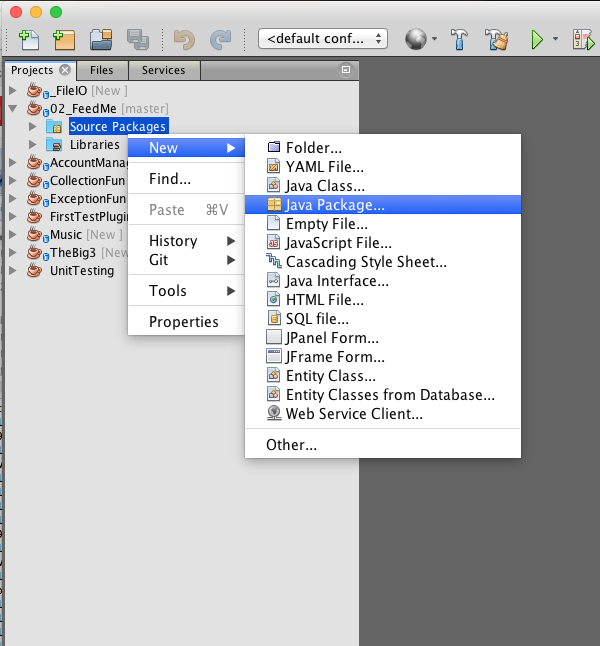 <default conf...
Projects Files Services
_FileIO [New ]
02_FeedMe [master]
Source Packages
Libraries
AccountMana
CollectionFun
ExceptionFun
FirstTestPlugin
Music [New ]
TheBig3 [New
UnitTesting
New
Find...
Paste ⌘V
History
Git
Tools
Properties
Folder...
YAML File...
Java Class...
Java Package...
Empty File...
JavaScript File...
Cascading Style Sheet...
Java Interface...
HTML File...
SQL file...
JPanel Form...
JFrame Form...
Entity Class...
Entity Classes from Database...
Web Service Client...
Other...